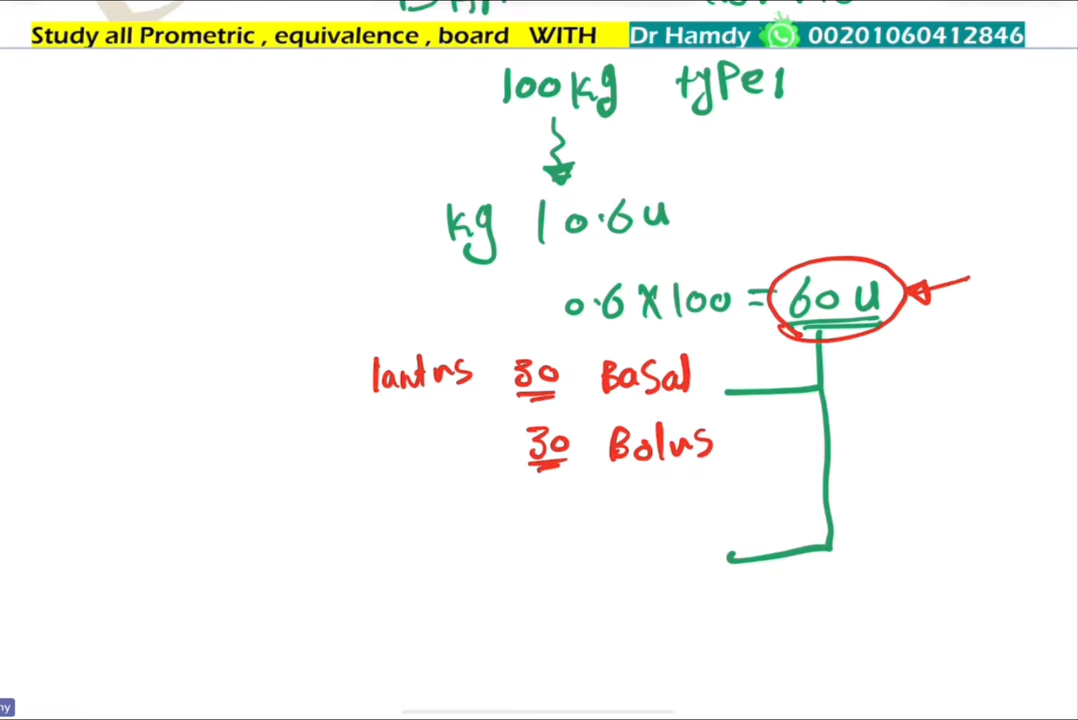 Study all Prometric , equivalence , board WITH Dr Hamdy 00201060412846
100kg type1
kg | 0.6u
0.6 X 100 = 60 u
lantus 30 Basal
30 Bolus
ny